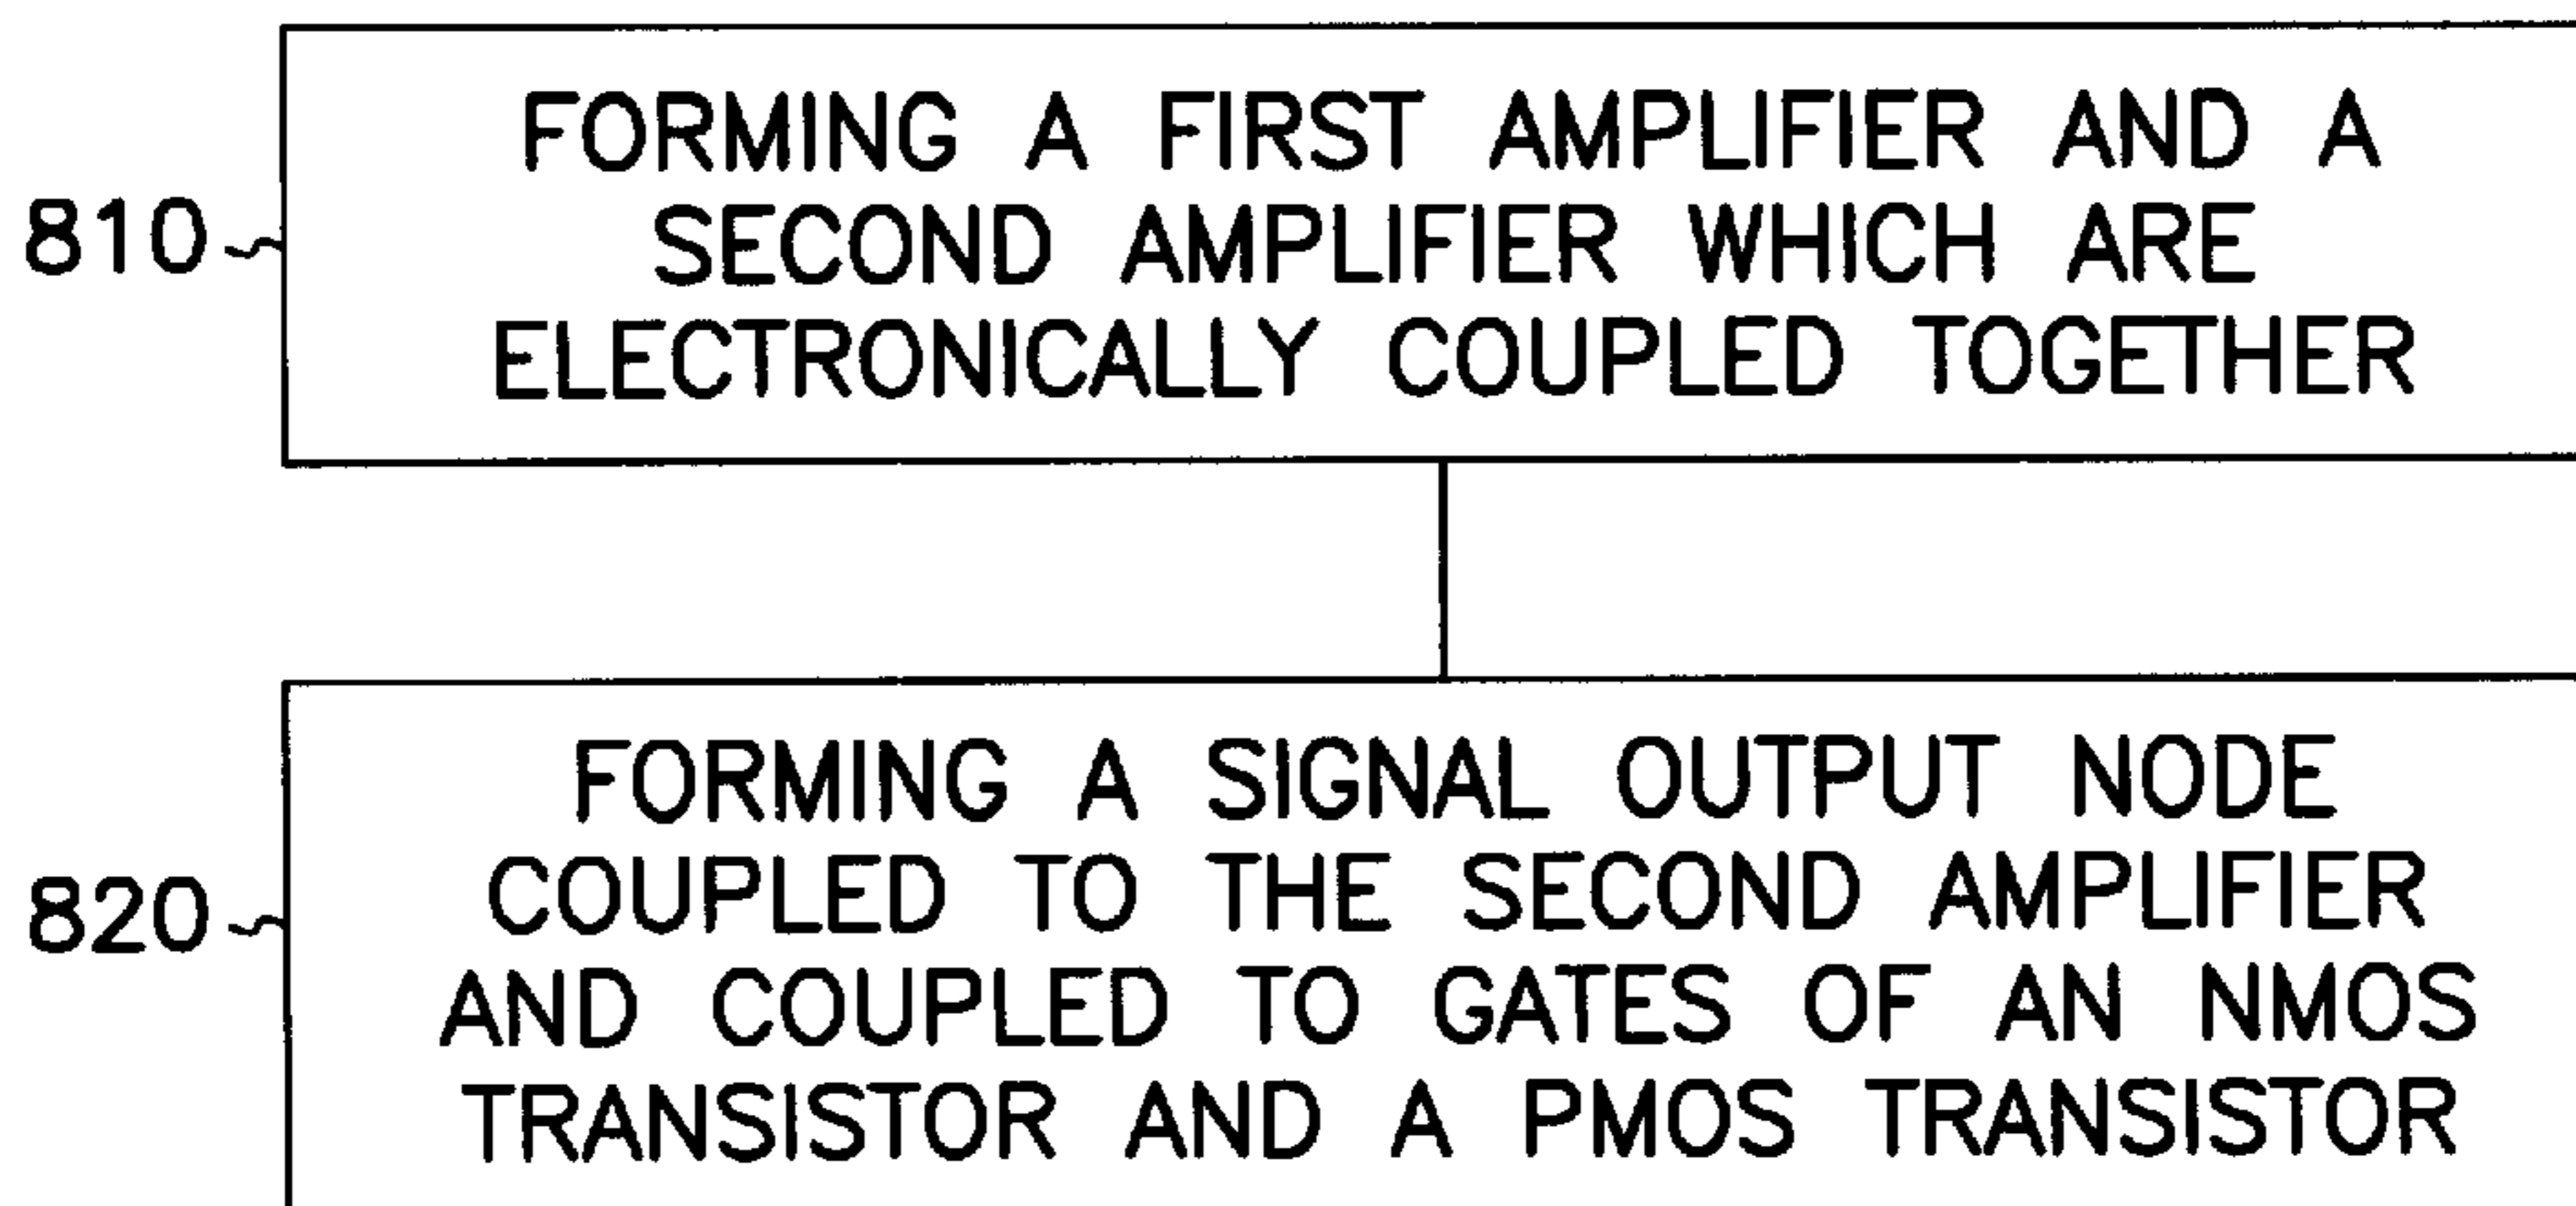 FORMING A FIRST AMPLIFIER AND A
810 SECOND AMPLIFIER WHICH ARE
ELECTRONICALLY COUPLED TOGETHER
FORMING A SIGNAL OUTPUT NODE
820 COUPLED TO THE SECOND AMPLIFIER
AND COUPLED TO GATES OF AN NMOS
TRANSISTOR AND A PMOS TRANSISTOR